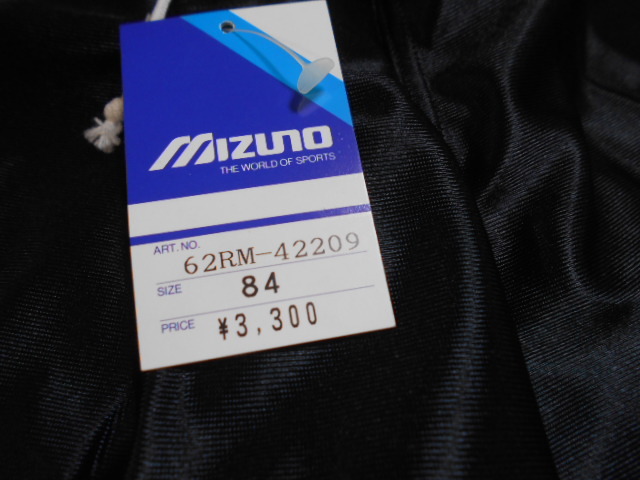 MIZUNO
THE WORLD OF SPORTS
ART.NO. 62RM-42209
SIZE 84
PRICE ¥3,300